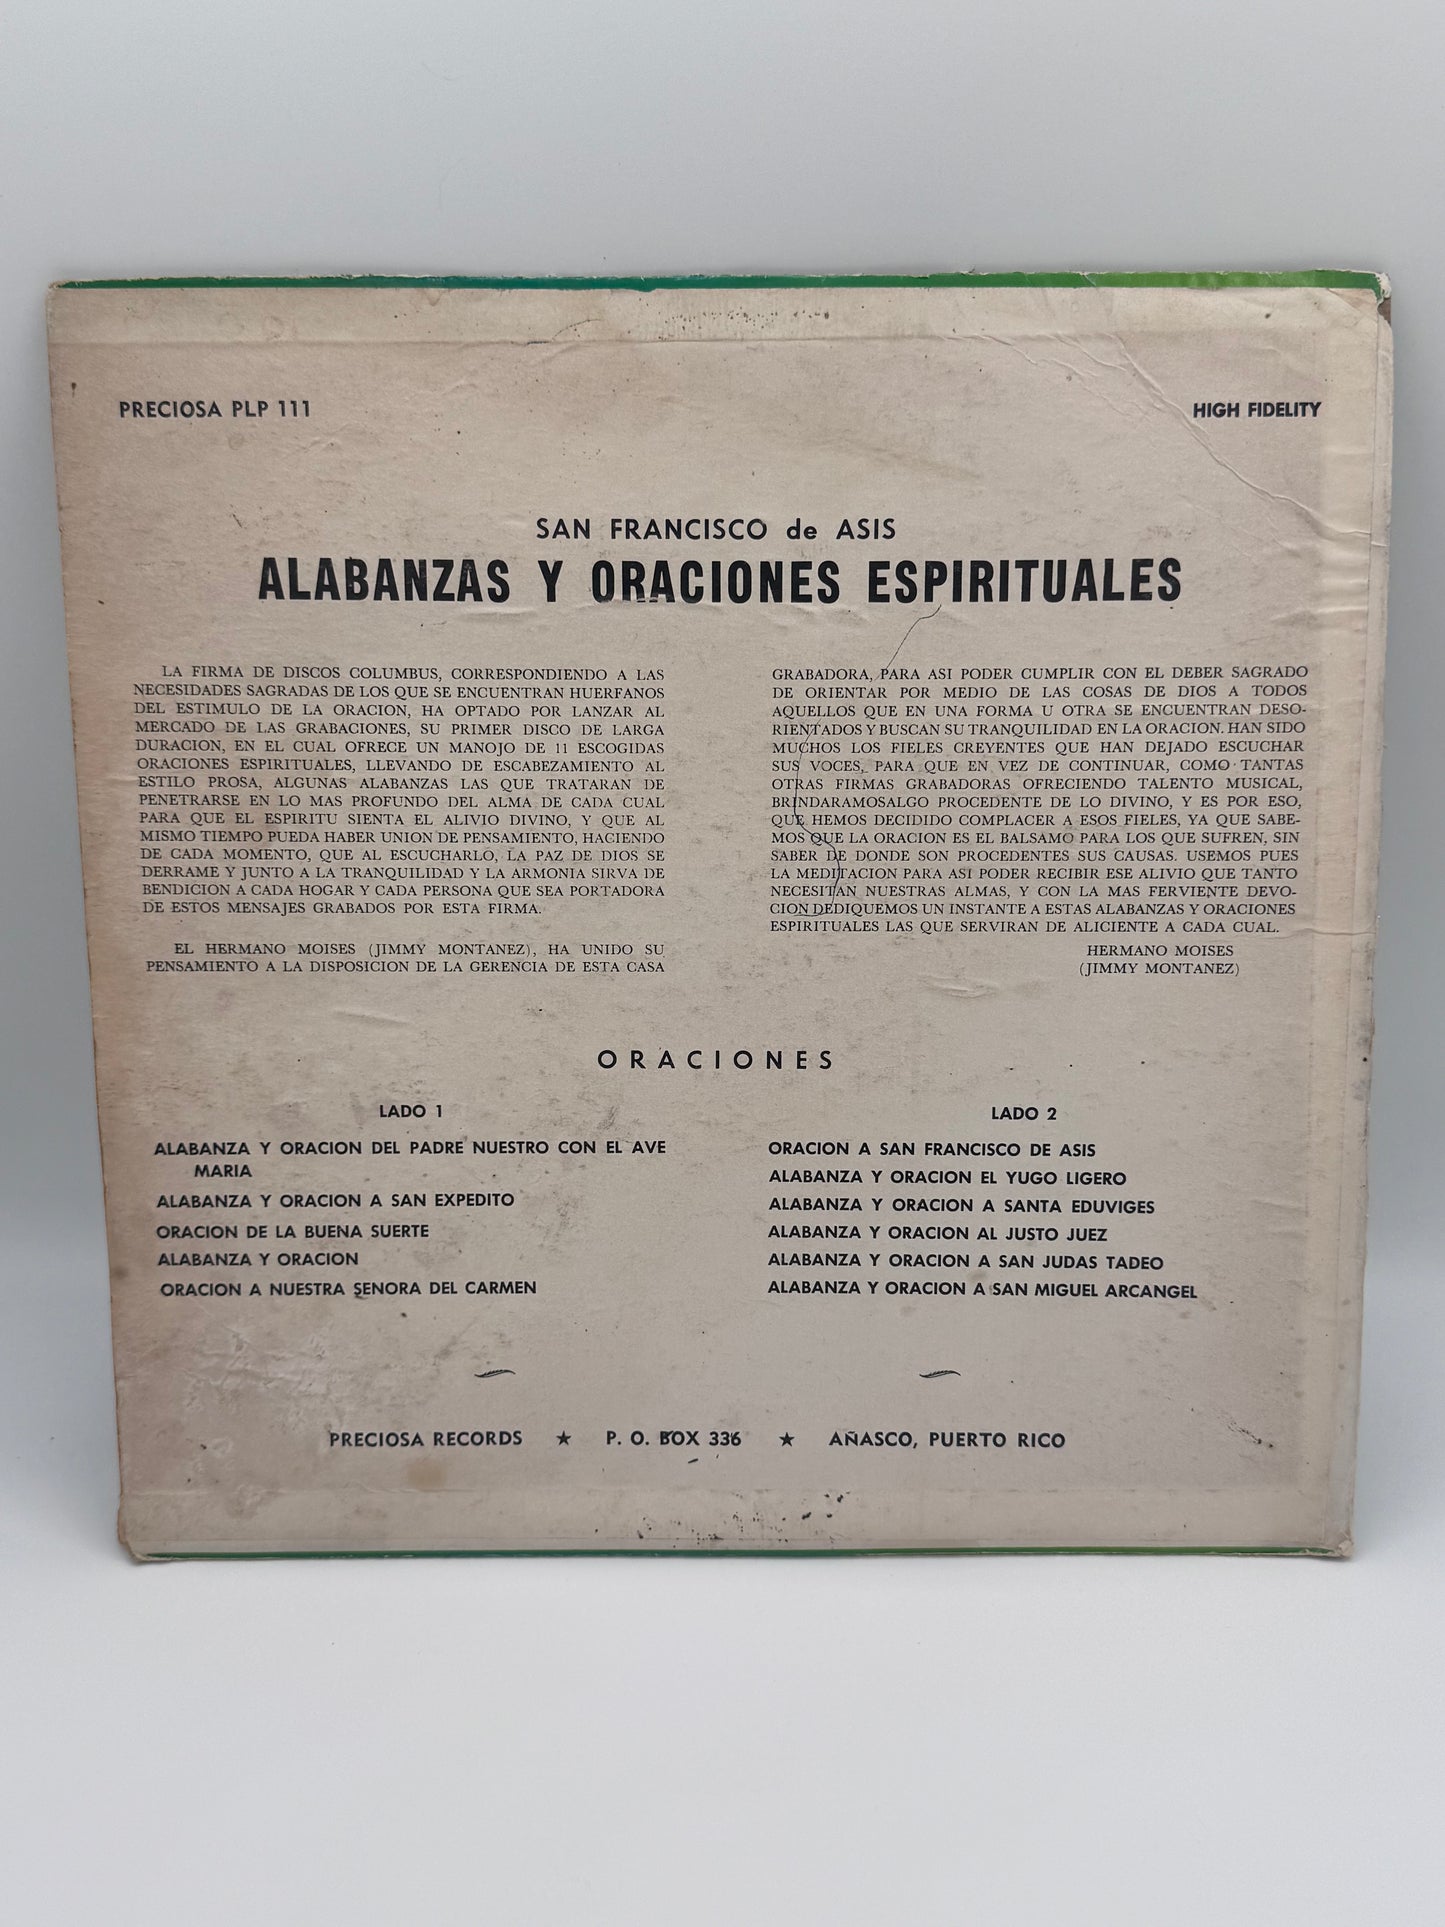 PRECIOSA PLP 111
HIGH FIDELITY
SAN FRANCISCO de ASIS
ALABANZAS Y ORACIONES ESPIRITUALES
LA FIRMA DE DISCOS COLUMBUS, CORRESPONDIENDO A LAS
NECESIDADES SAGRADAS DE LOS QUE SE ENCUENTRAN HUERFANOS
DEL ESTIMULO DE LA ORACION, HA OPTADO POR LANZAR AL
MERCADO DE LAS GRABACIONES, SU PRIMER DISCO DE LARGA
DURACION, EN EL CUAL OFRECE UN MANOJO DE 11 ESCOGIDAS
ORACIONES ESPIRITUALES, LLEVANDO DE ESCABEZAMIENTO AL
ESTILO PROSA, ALGUNAS ALABANZAS LAS QUE TRATARAN DE
PENETRARSE EN LO MAS PROFUNDO DEL ALMA DE CADA CUAL
PARA QUE EL ESPIRITU SIENTA EL ALIVIO DIVINO, Y QUE AL
MISMO TIEMPO PUEDA HABER UNION DE PENSAMIENTO, HACIENDO
DE CADA MOMENTO, QUE AL ESCUCHARLO, LA PAZ DE DIOS SE
DERRAME Y JUNTO A LA TRANQUILIDAD Y LA ARMONIA SIRVA DE
BENDICION A CADA HOGAR Y CADA PERSONA QUE SEA PORTADORA
DE ESTOS MENSAJES GRABADOS POR ESTA FIRMA.
EL HERMANO MOISES (JIMMY MONTANEZ), HA UNIDO SU
PENSAMIENTO A LA DISPOSICION DE LA GERENCIA DE ESTA CASA
GRABADORA, PARA ASI PODER CUMPLIR CON EL DEBER SAGRADO
DE ORIENTAR POR MEDIO DE LAS COSAS DE DIOS A TODOS
AQUELLOS QUE EN UNA FORMA U OTRA SE ENCUENTRAN DESO-
RIENTADOS Y BUSCAN SU TRANQUILIDAD EN LA ORACION. HAN SIDO
MUCHOS LOS FIELES CREYENTES QUE HAN DEJADO ESCUCHAR
SUS VOCES, PARA QUE EN VEZ DE CONTINUAR, COMO TANTAS
OTRAS FIRMAS GRABADORAS OFRECIENDO TALENTO MUSICAL,
BRINDARAMOSALGO PROCEDENTE DE LO DIVINO, Y ES POR ESO,
QUE HEMOS DECIDIDO COMPLACER A ESOS FIELES, YA QUE SABE-
MOS QUE LA ORACION ES EL BALSAMO PARA LOS QUE SUFREN, SIN
SABER DE DONDE SON PROCEDENTES SUS CAUSAS. USEMOS PUES
LA MEDITACION PARA ASI PODER RECIBIR ESE ALIVIO QUE TANTO
NECESITAN NUESTRAS ALMAS, Y CON LA MAS FERVIENTE DEVO-
CION DEDIQUEMOS UN INSTANTE A ESTAS ALABANZAS Y ORACIONES
ESPIRITUALES LAS QUE SERVIRAN DE ALICIENTE A CADA CUAL.
HERMANO MOISES
(JIMMY MONTANEZ)
ORACIONES
LADO 1
ALABANZA Y ORACION DEL PADRE NUESTRO CON EL AVE
MARIA
ALABANZA Y ORACION A SAN EXPEDITO
ORACION DE LA BUENA SUERTE
ALABANZA Y ORACION
ORACION A NUESTRA SENORA DEL CARMEN
LADO 2
ORACION A SAN FRANCISCO DE ASIS
ALABANZA Y ORACION EL YUGO LIGERO
ALABANZA Y ORACION A SANTA EDUVIGES
ALABANZA Y ORACION AL JUSTO JUEZ
ALABANZA Y ORACION A SAN JUDAS TADEO
ALABANZA Y ORACION A SAN MIGUEL ARCANGEL
PRECIOSA RECORDS ★ P. O. BOX 336 ★ AÑASCO, PUERTO RICO